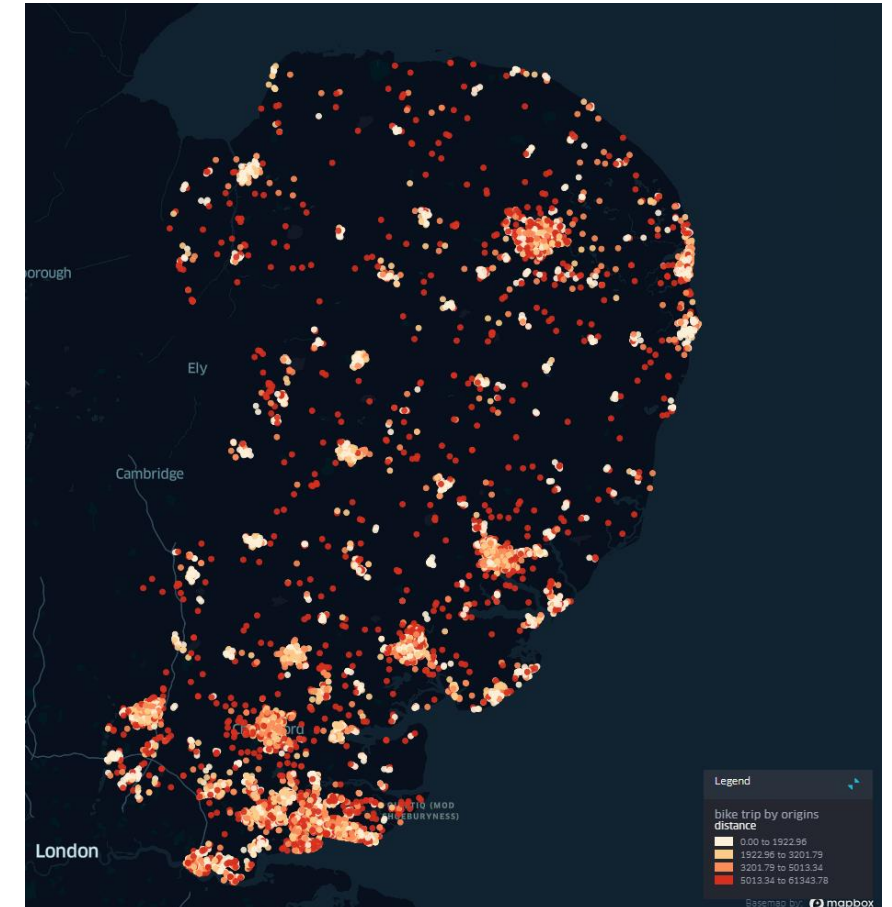 orough
Ely
Cambridge
London
(MOD
Legend
bike trip by origins
distance
0.00 to 1922.96
1922.96 to 3201.79
3201.79 to 5013.34
5013.34 to 61343.78
Basemap by: mapbox